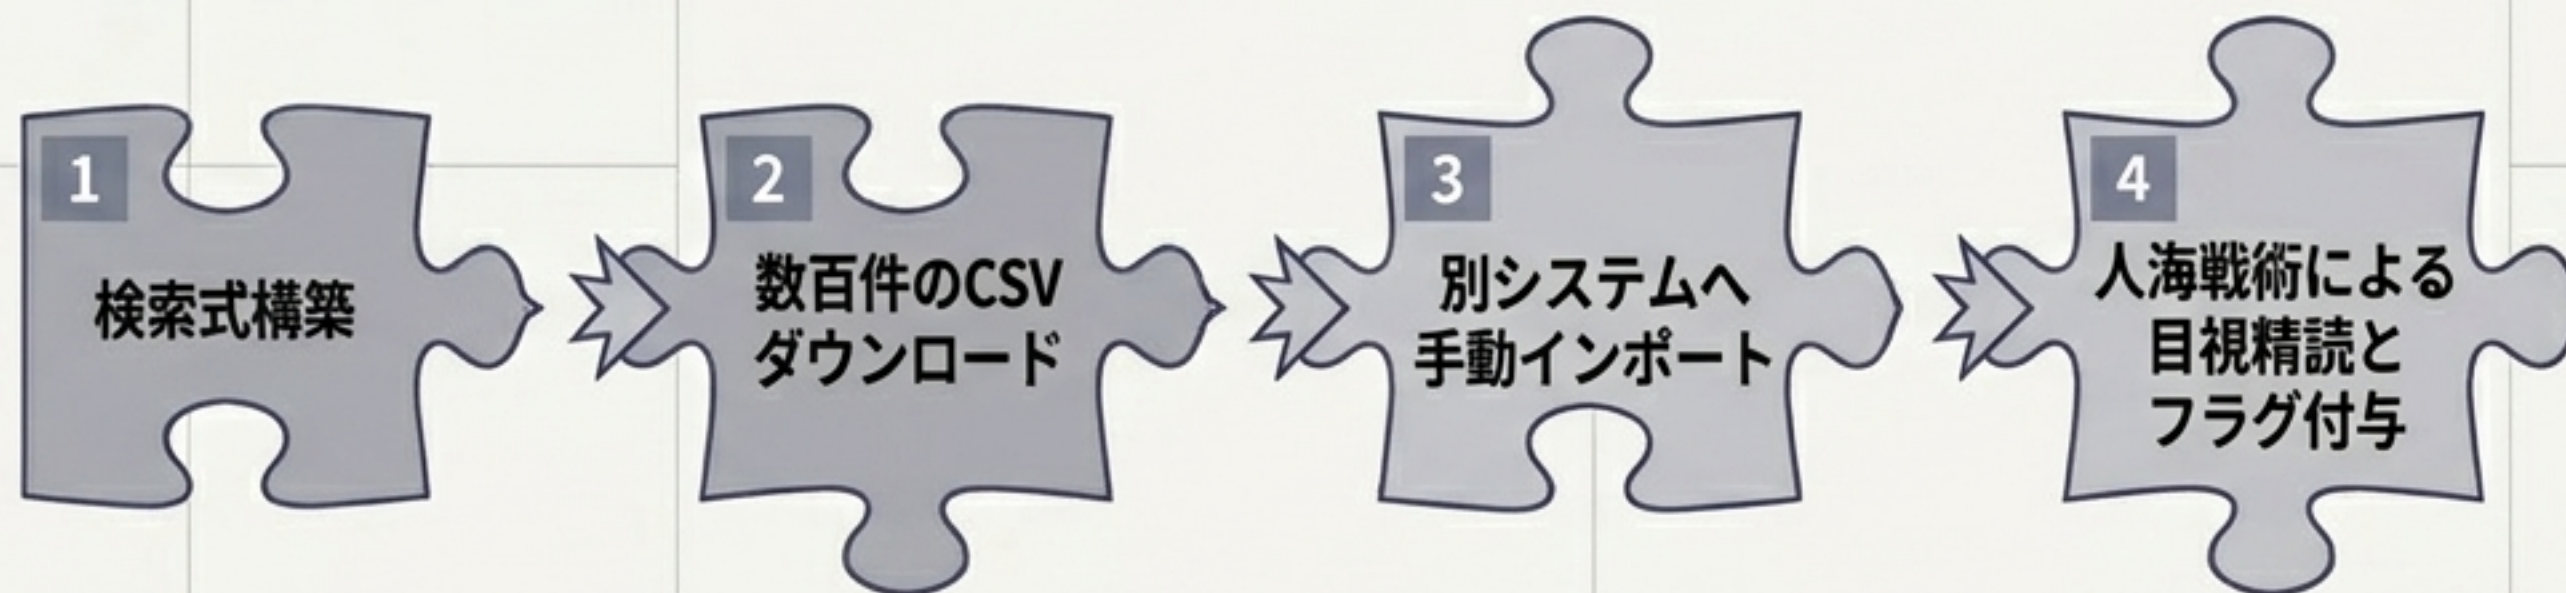 1
検索式構築
2
数百件のCSV
ダウンロード
3
別システムへ
手動インポート
4
人海戦術による
目視精読と
フラグ付与